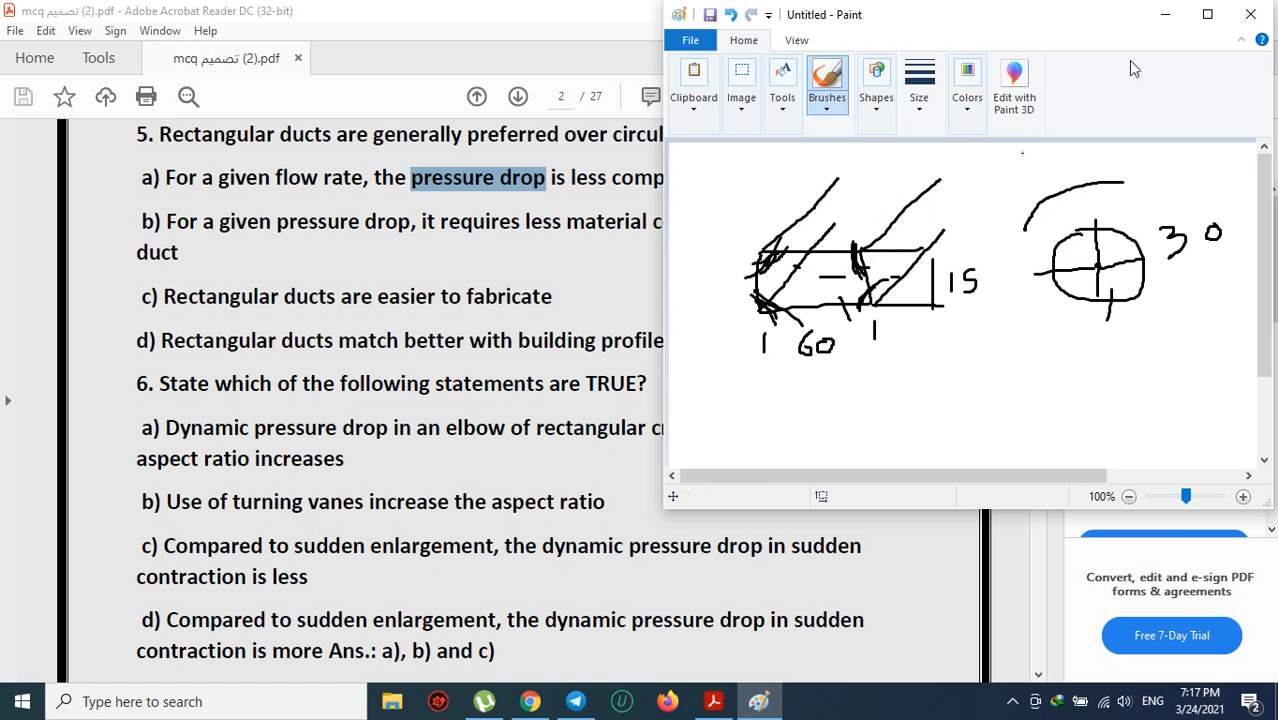 mcq تصميم (2).pdf - Adobe Acrobat Reader DC (32-bit)
File Edit View Sign Window Help
Home Tools mcq تصميم (2).pdf ×
2 / 27
5. Rectangular ducts are generally preferred over
a) For a given flow rate, the pressure drop is less
b) For a given pressure drop, it requires less material
duct
c) Rectangular ducts are easier to fabricate
d) Rectangular ducts match better with building profile
6. State which of the following statements are TRUE?
a) Dynamic pressure drop in an elbow of rectangular
aspect ratio increases
b) Use of turning vanes increase the aspect ratio
c) Compared to sudden enlargement, the dynamic pressure drop in sudden
contraction is less
d) Compared to sudden enlargement, the dynamic pressure drop in sudden
contraction is more Ans.: a), b) and c)
Untitled - Paint
File Home View
Clipboard Image Tools Brushes Shapes Size Colors Edit with
Paint 3D
15
30
1 60 1
100%
Convert, edit and e-sign PDF
forms & agreements
Free 7-Day Trial
Type here to search
ENG
7:17 PM
3/24/2021
2